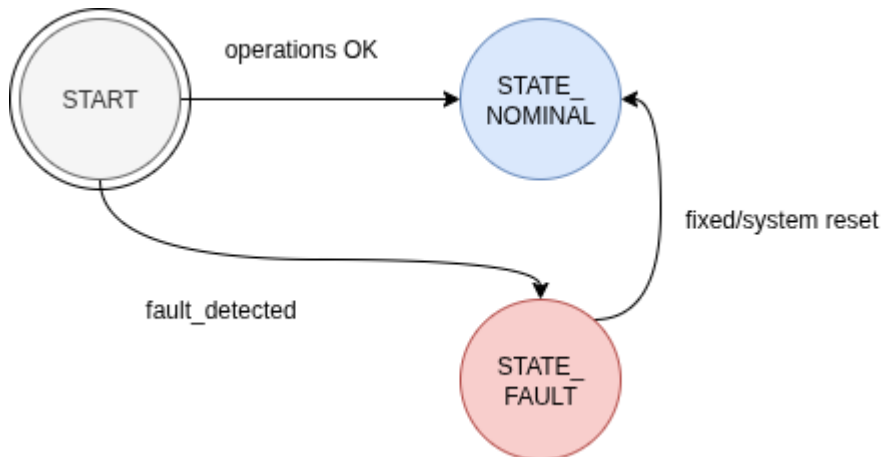 operations OK
START
STATE_
NOMINAL
fixed/system reset
fault_detected
STATE_
FAULT